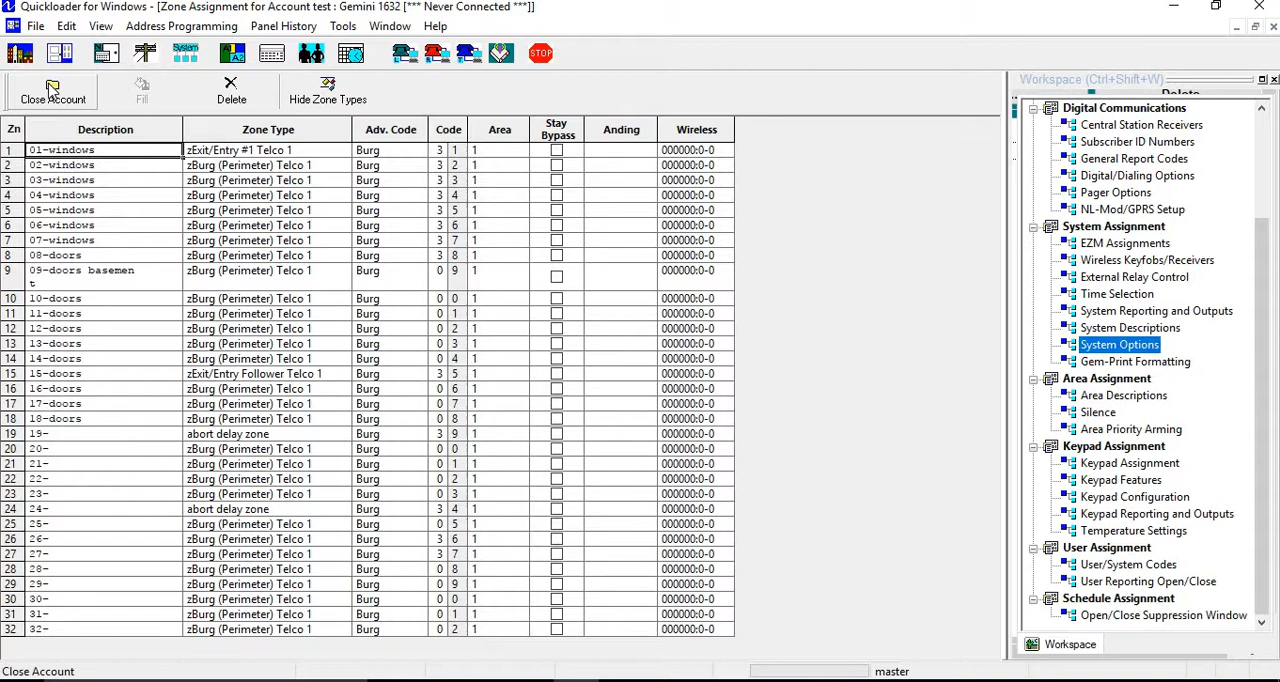 Quickloader for Windows - [Zone Assignment for Account test : Gemini 1632 [*** Never Connected ***]]
File Edit View Address Programming Panel History Tools Window Help
System
STOP
Close Account Fill Delete Hide Zone Types
Zn Description Zone Type Adv. Code Code Area Stay Bypass Anding Wireless
1 01-windows zExit/Entry #1 Telco 1 Burg 3 1 1 000000:0-0
2 02-windows zBurg (Perimeter) Telco 1 Burg 3 2 1 000000:0-0
3 03-windows zBurg (Perimeter) Telco 1 Burg 3 3 1 000000:0-0
4 04-windows zBurg (Perimeter) Telco 1 Burg 3 4 1 000000:0-0
5 05-windows zBurg (Perimeter) Telco 1 Burg 3 5 1 000000:0-0
6 06-windows zBurg (Perimeter) Telco 1 Burg 3 6 1 000000:0-0
7 07-windows zBurg (Perimeter) Telco 1 Burg 3 7 1 000000:0-0
8 08-doors zBurg (Perimeter) Telco 1 Burg 3 8 1 000000:0-0
9 09-doors basemen zBurg (Perimeter) Telco 1 Burg 0 9 1 000000:0-0
t
10 10-doors zBurg (Perimeter) Telco 1 Burg 0 0 1 000000:0-0
11 11-doors zBurg (Perimeter) Telco 1 Burg 0 1 1 000000:0-0
12 12-doors zBurg (Perimeter) Telco 1 Burg 0 2 1 000000:0-0
13 13-doors zBurg (Perimeter) Telco 1 Burg 0 3 1 000000:0-0
14 14-doors zBurg (Perimeter) Telco 1 Burg 0 4 1 000000:0-0
15 15-doors zExit/Entry Follower Telco 1 Burg 3 5 1 000000:0-0
16 16-doors zBurg (Perimeter) Telco 1 Burg 0 6 1 000000:0-0
17 17-doors zBurg (Perimeter) Telco 1 Burg 0 7 1 000000:0-0
18 18-doors zBurg (Perimeter) Telco 1 Burg 0 8 1 000000:0-0
19 19- abort delay zone Burg 3 9 1 000000:0-0
20 20- zBurg (Perimeter) Telco 1 Burg 0 0 1 000000:0-0
21 21- zBurg (Perimeter) Telco 1 Burg 0 1 1 000000:0-0
22 22- zBurg (Perimeter) Telco 1 Burg 0 2 1 000000:0-0
23 23- zBurg (Perimeter) Telco 1 Burg 0 3 1 000000:0-0
24 24- abort delay zone Burg 3 4 1 000000:0-0
25 25- zBurg (Perimeter) Telco 1 Burg 0 5 1 000000:0-0
26 26- zBurg (Perimeter) Telco 1 Burg 3 6 1 000000:0-0
27 27- zBurg (Perimeter) Telco 1 Burg 3 7 1 000000:0-0
28 28- zBurg (Perimeter) Telco 1 Burg 0 8 1 000000:0-0
29 29- zBurg (Perimeter) Telco 1 Burg 0 9 1 000000:0-0
30 30- zBurg (Perimeter) Telco 1 Burg 0 0 1 000000:0-0
31 31- zBurg (Perimeter) Telco 1 Burg 0 1 1 000000:0-0
32 32- zBurg (Perimeter) Telco 1 Burg 0 2 1 000000:0-0
Workspace (Ctrl+Shift+W)
Delete
Digital Communications
Central Station Receivers
Subscriber ID Numbers
General Report Codes
Digital/Dialing Options
Pager Options
NL-Mod/GPRS Setup
System Assignment
EZM Assignments
Wireless Keyfobs/Receivers
External Relay Control
Time Selection
System Reporting and Outputs
System Descriptions
System Options
Gem-Print Formatting
Area Assignment
Area Descriptions
Silence
Area Priority Arming
Keypad Assignment
Keypad Assignment
Keypad Features
Keypad Configuration
Keypad Reporting and Outputs
Temperature Settings
User Assignment
User/System Codes
User Reporting Open/Close
Schedule Assignment
Open/Close Suppression Window
Workspace
Close Account master